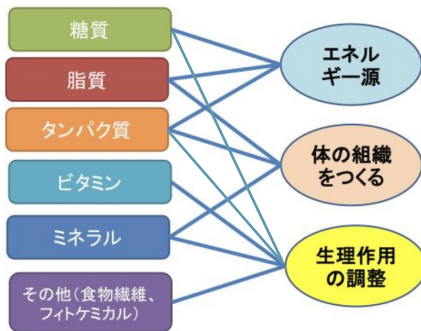 糖質
脂質
タンパク質
ビタミン
ミネラル
その他（食物繊維、
フィトケミカル）
エネル
ギー源
体の組織
をつくる
生理作用
の調整